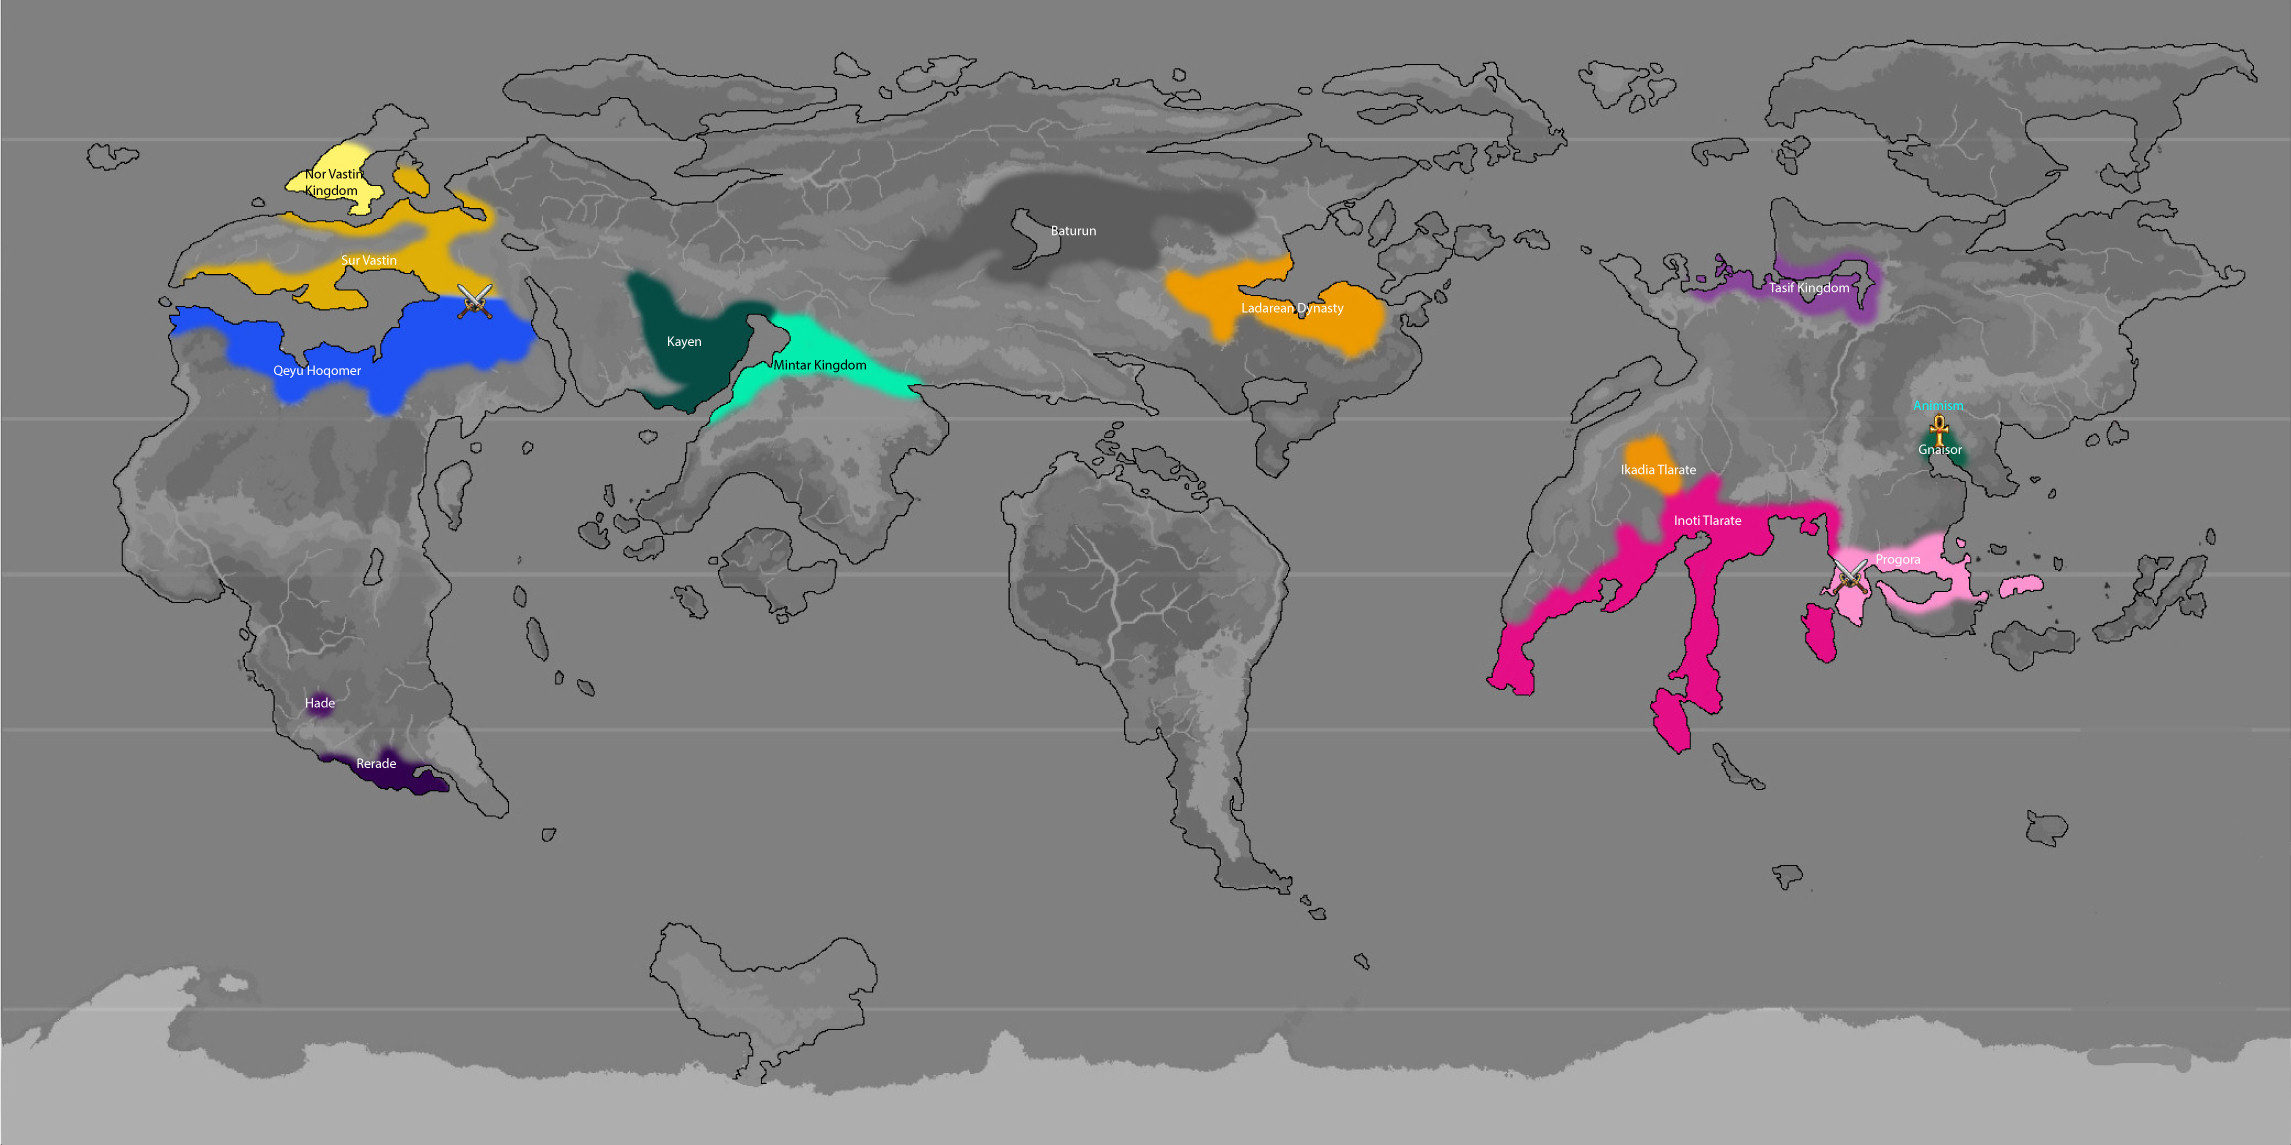 Nor Vastin
Kingdom
Sur Vastin
Qeyu Hoqomer
Kayen
Mintar Kingdom
Baturun
Ladarean Dynasty
Tasif Kingdom
Animism
Gnaisor
Ikadia Tlarate
Inoti Tlarate
Progora
Hade
Rerade